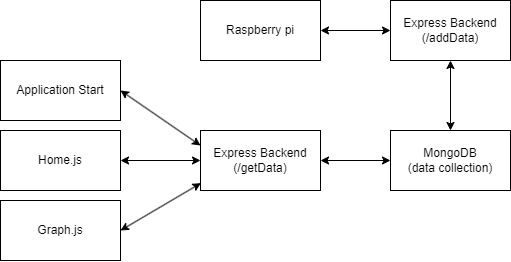 Raspberry pi
Express Backend
(/addData)
Application Start
Home.js
Express Backend
(/getData)
MongoDB
(data collection)
Graph.js